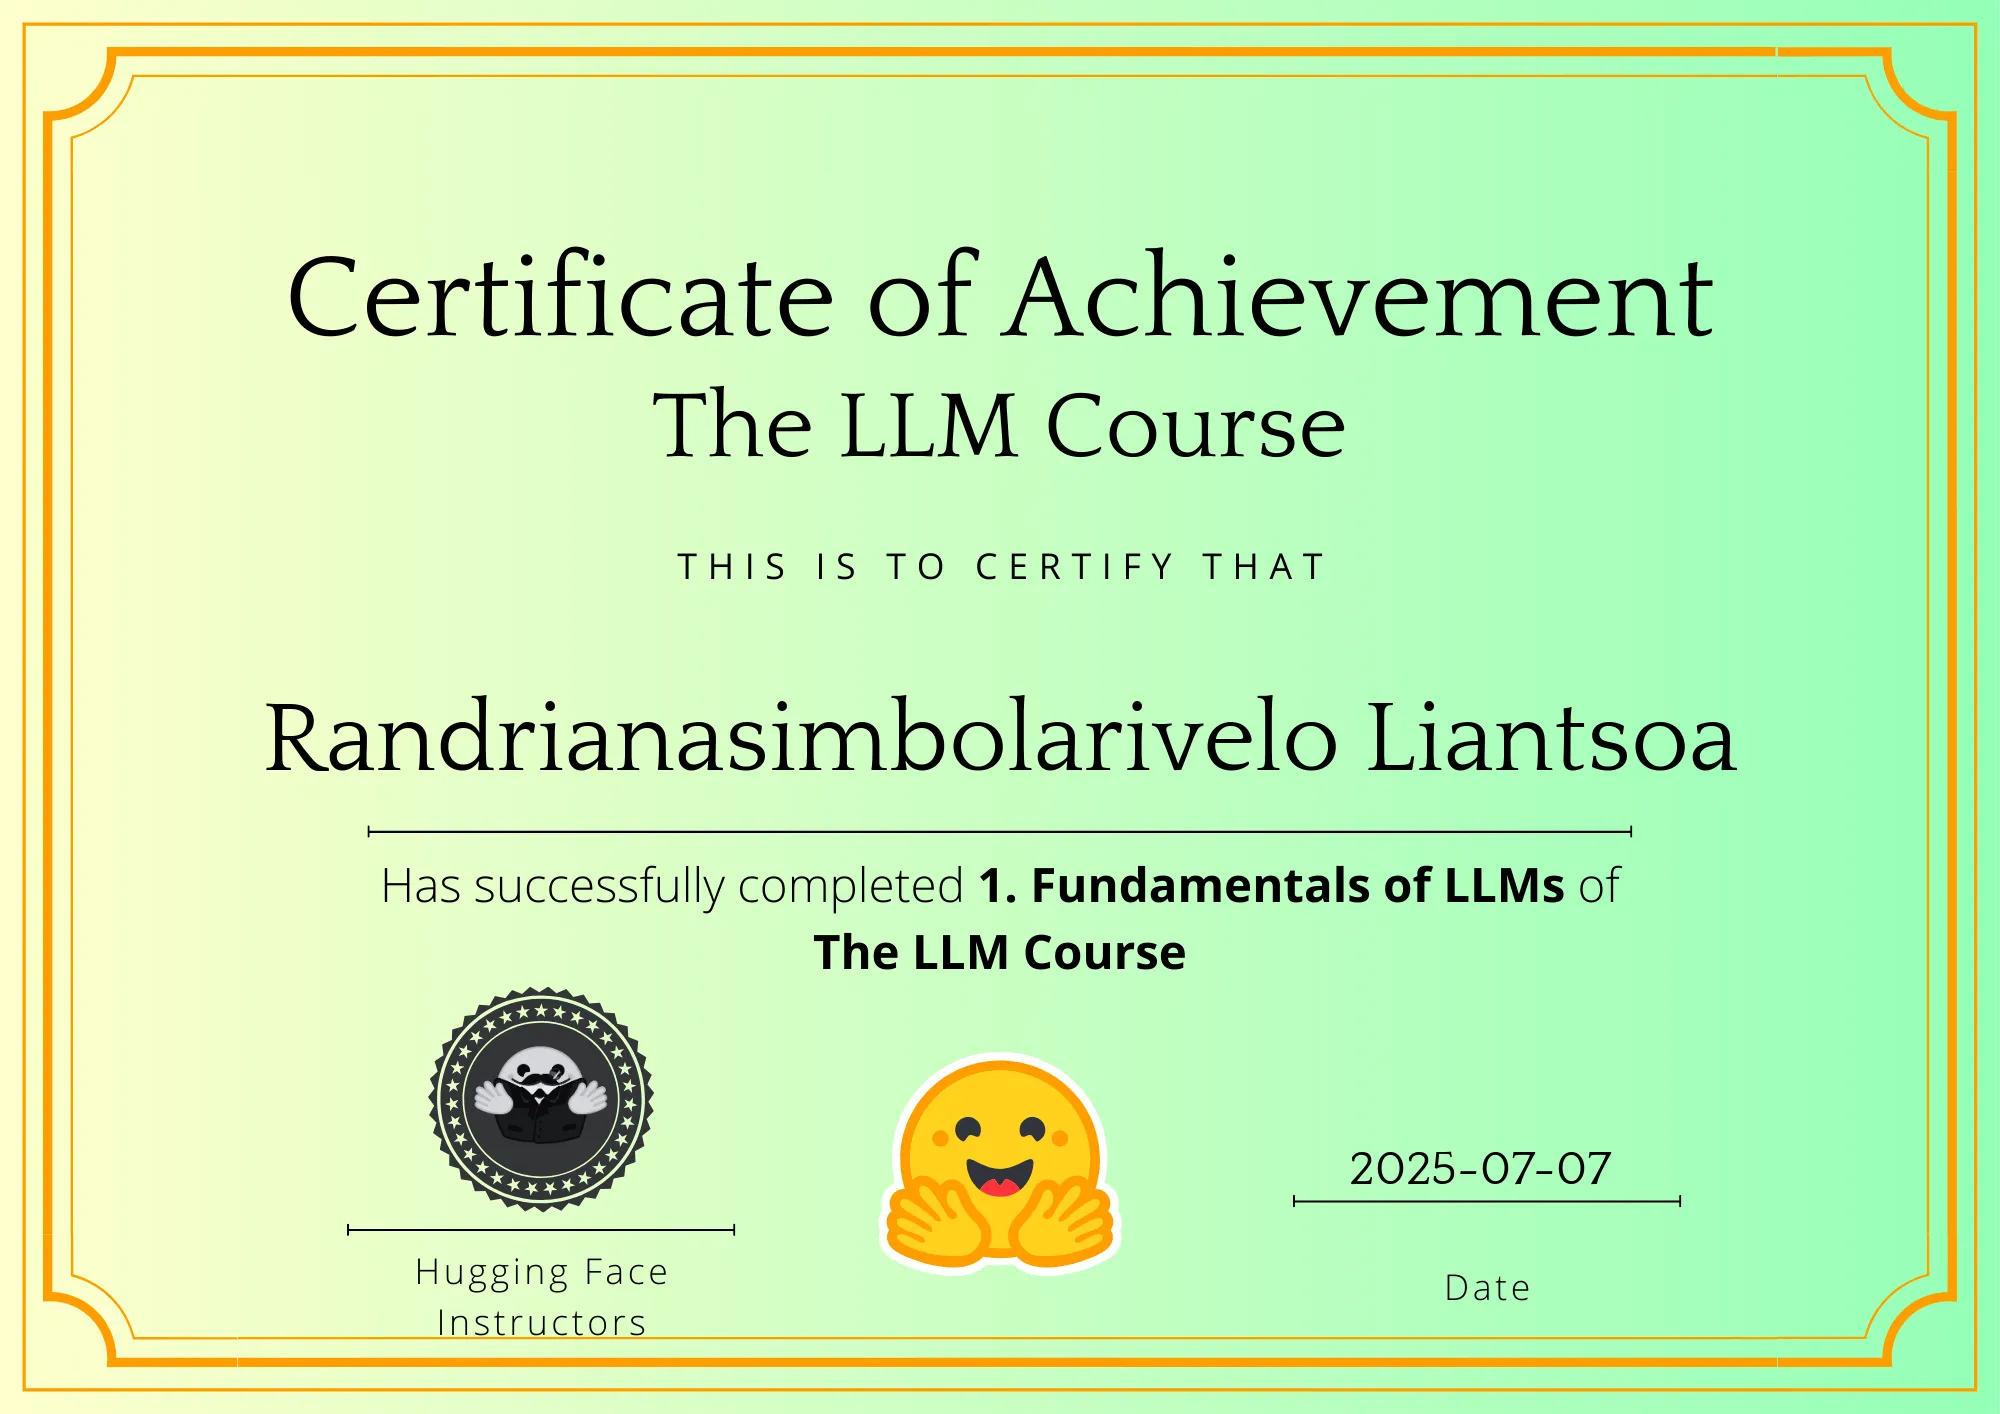 Certificate of Achievement
The LLM Course
THIS IS TO CERTIFY THAT
Randrianasimbolarivelo Liantsoa
Has successfully completed 1. Fundamentals of LLMs of
The LLM Course
2025-07-07
Hugging Face
Instructors
Date